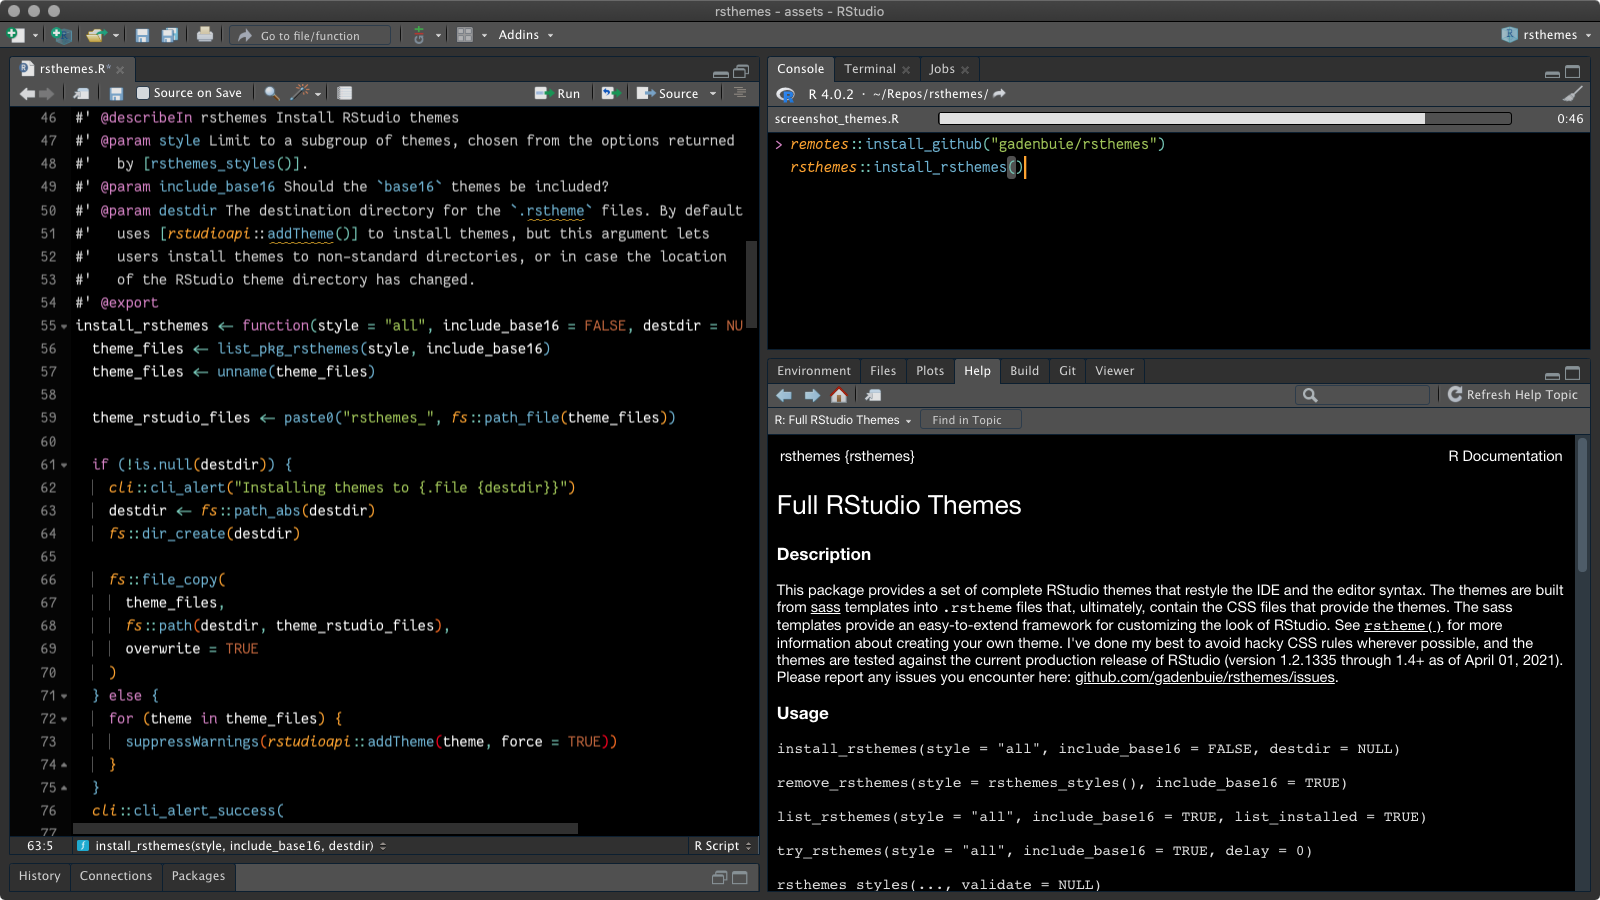 rsthemes - assets - RStudio
Go to file/function
Addins
rsthemes
rsthemes.R*
Source on Save
Run
Source
46 #' @describeIn rsthemes Install RStudio themes
47 #' @param style Limit to a subgroup of themes, chosen from the options returned
48 #'   by [rsthemes_styles()].
49 #' @param include_base16 Should the `base16` themes be included?
50 #' @param destdir The destination directory for the `.rstheme` files. By default
51 #'   uses [rstudioapi::addTheme()] to install themes, but this argument lets
52 #'   users install themes to non-standard directories, or in case the location
53 #'   of the RStudio theme directory has changed.
54 #' @export
55 install_rsthemes <- function(style = "all", include_base16 = FALSE, destdir = NU
56   theme_files <- list_pkg_rsthemes(style, include_base16)
57   theme_files <- unname(theme_files)
58
59   theme_rstudio_files <- paste0("rsthemes_", fs::path_file(theme_files))
60
61   if (!is.null(destdir)) {
62     cli::cli_alert("Installing themes to {.file {destdir}}")
63     destdir <- fs::path_abs(destdir)
64     fs::dir_create(destdir)
65
66     fs::file_copy(
67       theme_files,
68       fs::path(destdir, theme_rstudio_files),
69       overwrite = TRUE
70     )
71   } else {
72     for (theme in theme_files) {
73       suppressWarnings(rstudioapi::addTheme(theme, force = TRUE))
74     }
75   }
76   cli::cli_alert_success(
77
63:5 install_rsthemes(style, include_base16, destdir)
R Script
History
Connections
Packages
Console
Terminal
Jobs
R 4.0.2 · ~/Repos/rsthemes/
screenshot_themes.R
0:46
> remotes::install_github("gadenbuie/rsthemes")
rsthemes::install_rsthemes()
Environment
Files
Plots
Help
Build
Git
Viewer
Refresh Help Topic
R: Full RStudio Themes
Find in Topic
rsthemes {rsthemes}
R Documentation
Full RStudio Themes
Description
This package provides a set of complete RStudio themes that restyle the IDE and the editor syntax. The themes are built
from sass templates into .rstheme files that, ultimately, contain the CSS files that provide the themes. The sass
templates provide an easy-to-extend framework for customizing the look of RStudio. See rstheme() for more
information about creating your own theme. I've done my best to avoid hacky CSS rules wherever possible, and the
themes are tested against the current production release of RStudio (version 1.2.1335 through 1.4+ as of April 01, 2021).
Please report any issues you encounter here: github.com/gadenbuie/rsthemes/issues.
Usage
install_rsthemes(style = "all", include_base16 = FALSE, destdir = NULL)
remove_rsthemes(style = rsthemes_styles(), include_base16 = TRUE)
list_rsthemes(style = "all", include_base16 = TRUE, list_installed = TRUE)
try_rsthemes(style = "all", include_base16 = TRUE, delay = 0)
rsthemes_styles(..., validate = NULL)